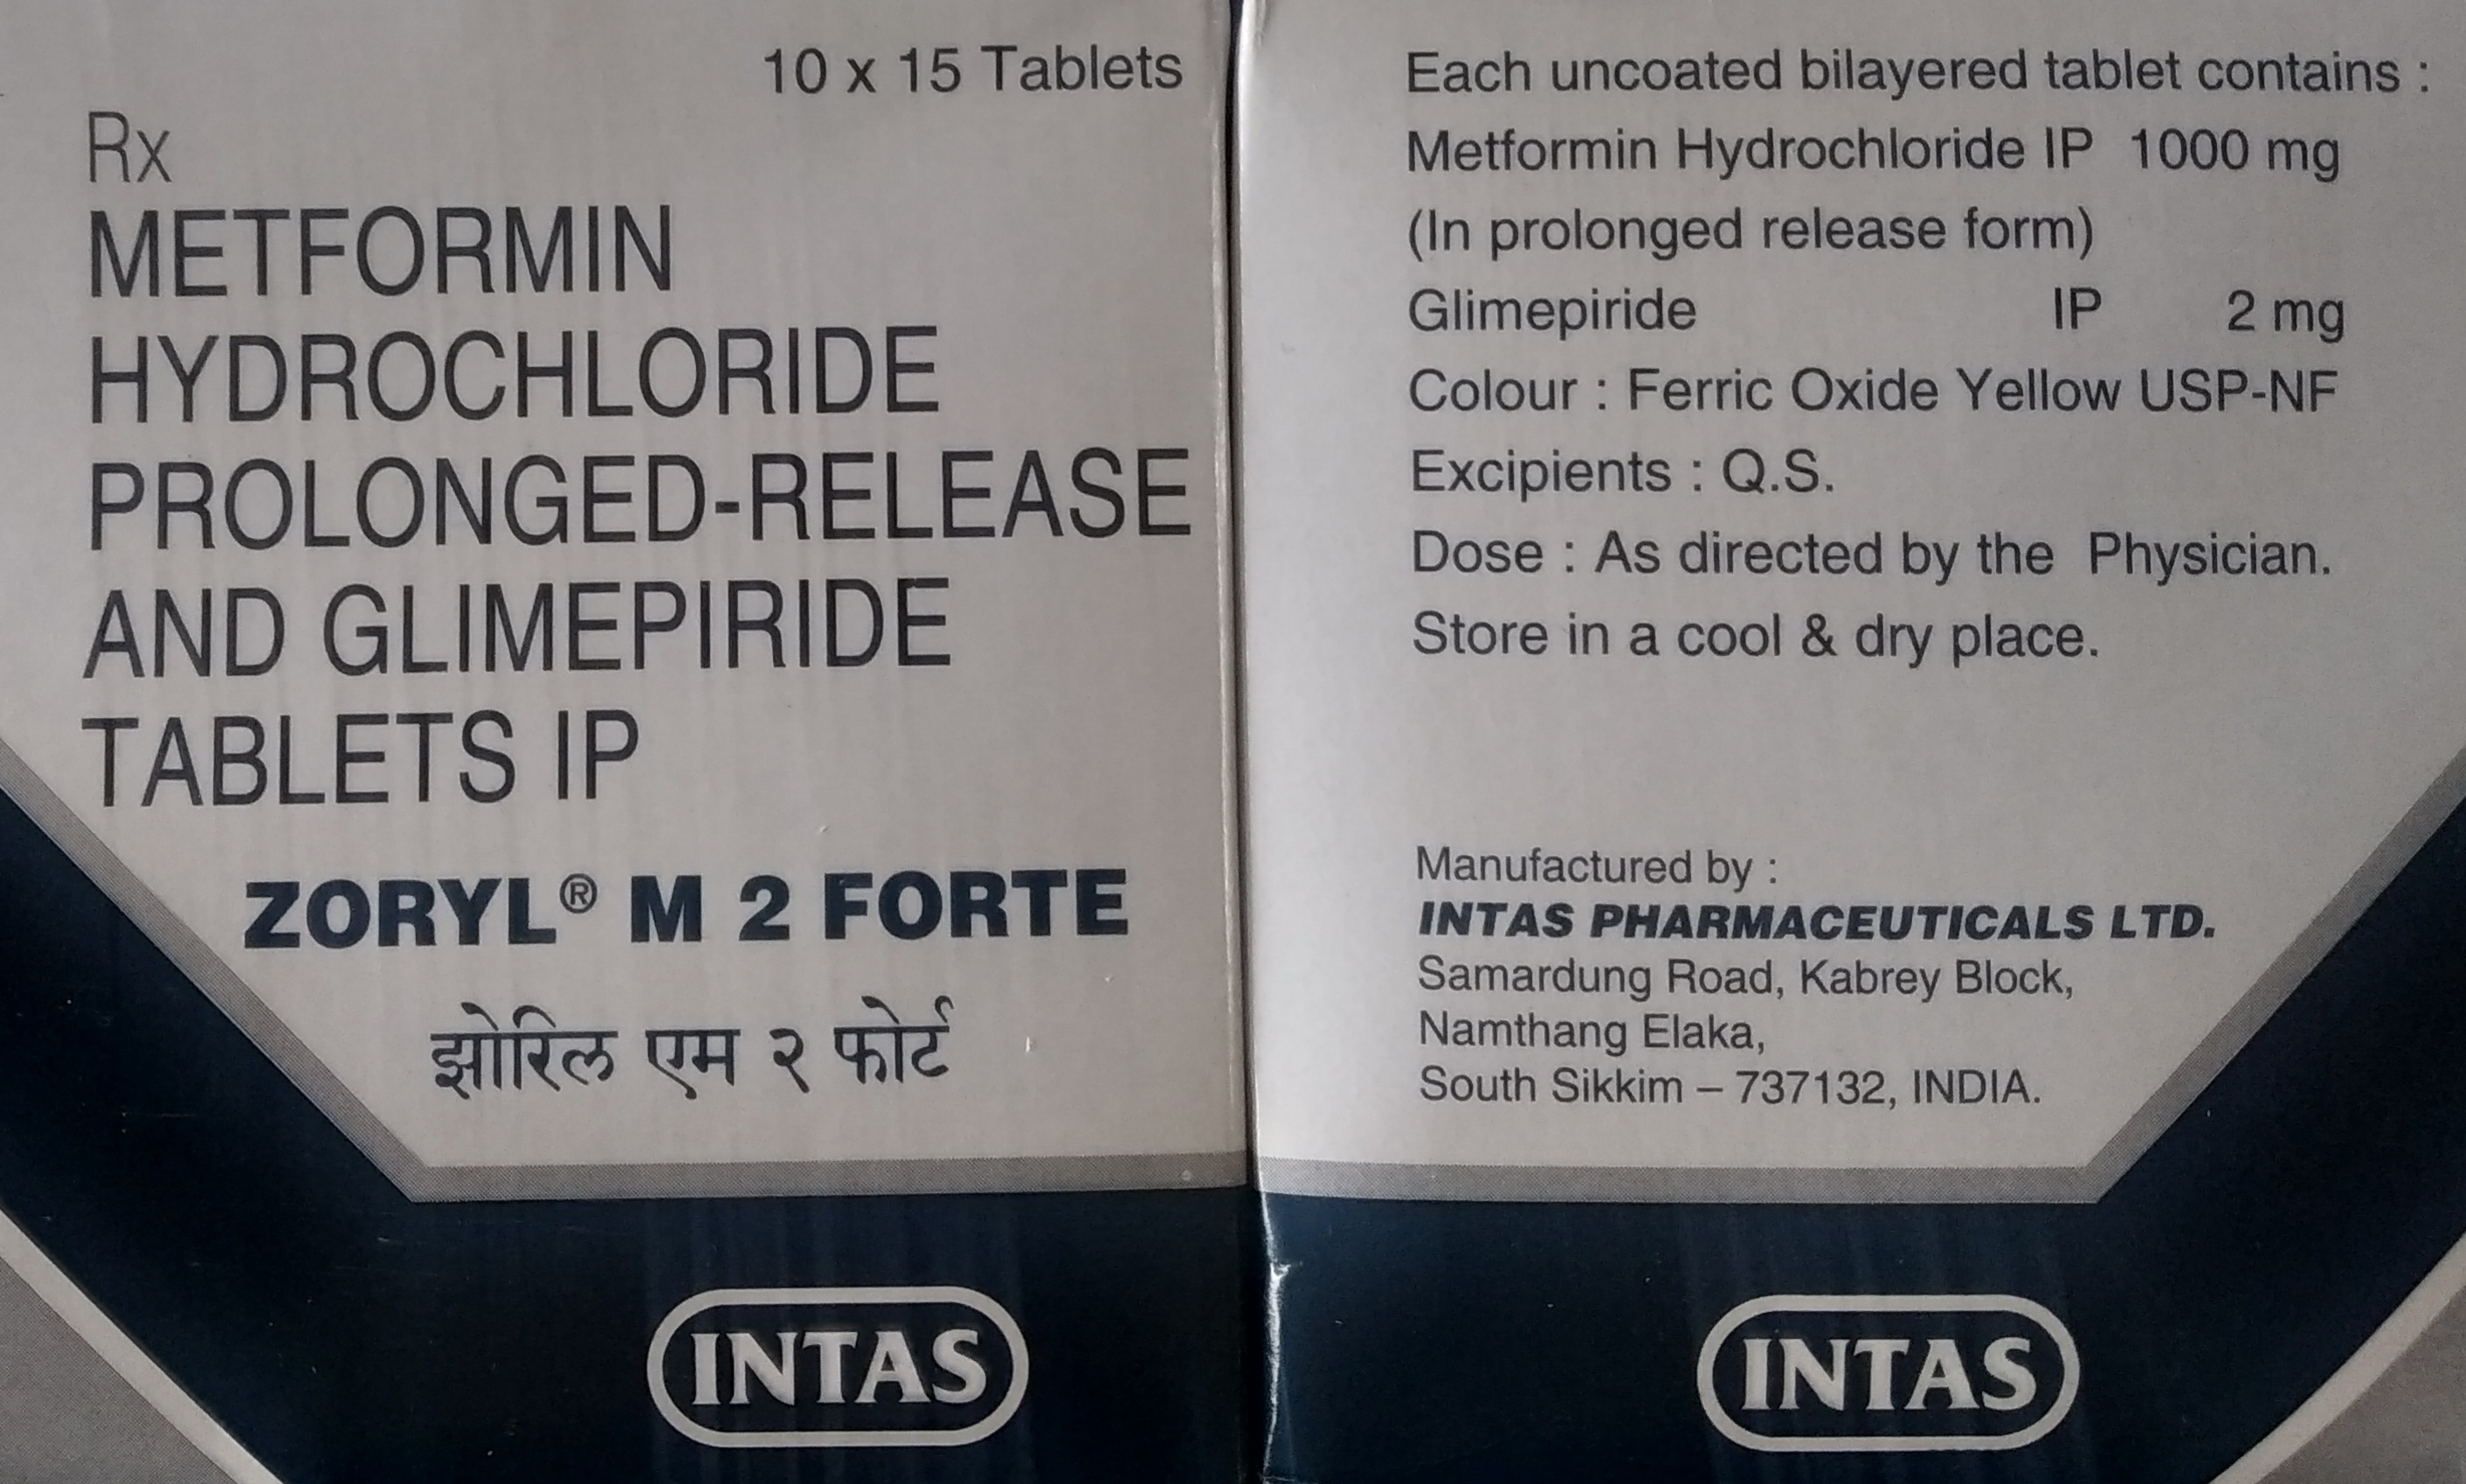 10 x 15 Tablets
Rx
METFORMIN
HYDROCHLORIDE
PROLONGED-RELEASE
AND GLIMEPIRIDE
TABLETS IP
ZORYL® M 2 FORTE
झोरिल एम २ फोर्ट
INTAS
Each uncoated bilayered tablet contains :
Metformin Hydrochloride IP 1000 mg
(In prolonged release form)
Glimepiride IP 2 mg
Colour : Ferric Oxide Yellow USP-NF
Excipients : Q.S.
Dose : As directed by the Physician.
Store in a cool & dry place.
Manufactured by :
INTAS PHARMACEUTICALS LTD.
Samardung Road, Kabrey Block,
Namthang Elaka,
South Sikkim – 737132, INDIA.
INTAS